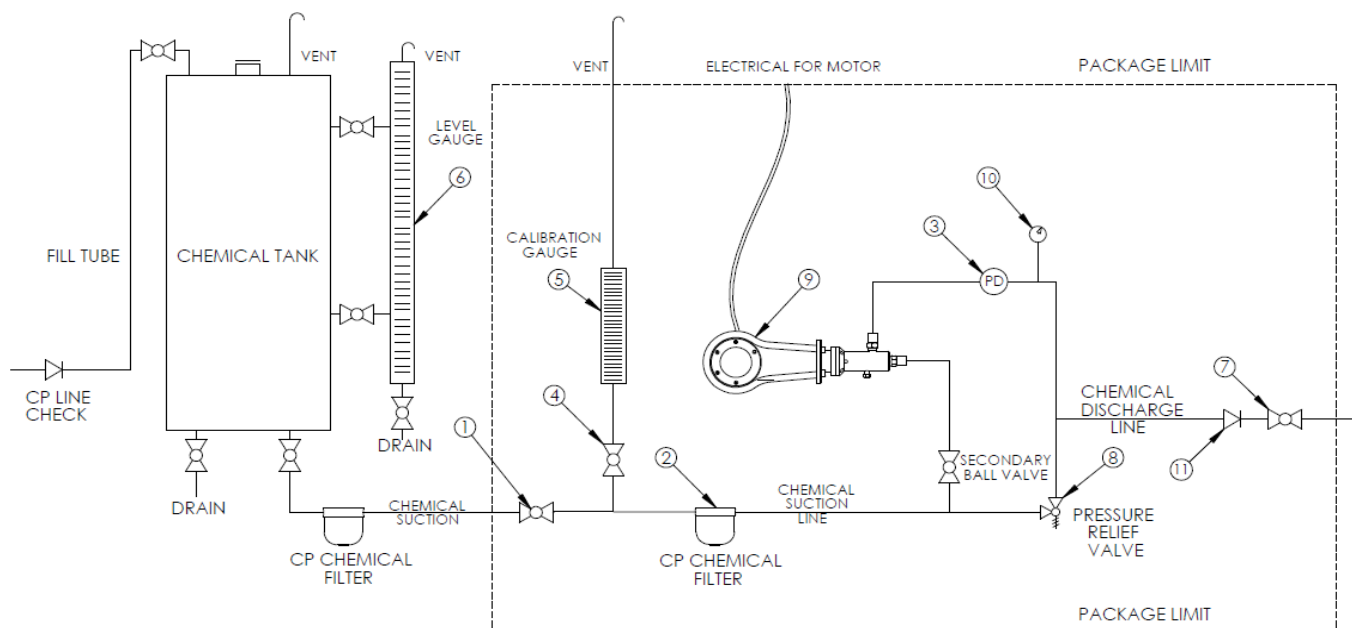 VENT
VENT
VENT
ELECTRICAL FOR MOTOR
PACKAGE LIMIT
LEVEL
GAUGE
6
10
3
PD
FILL TUBE
CHEMICAL TANK
CALIBRATION
GAUGE
5
9
CP LINE
CHECK
4
CHEMICAL
DISCHARGE
LINE
7
DRAIN
1
2
SECONDARY
BALL VALVE
8
11
DRAIN
CHEMICAL
SUCTION
CHEMICAL
SUCTION
LINE
PRESSURE
RELIEF
VALVE
CP CHEMICAL
FILTER
CP CHEMICAL
FILTER
PACKAGE LIMIT